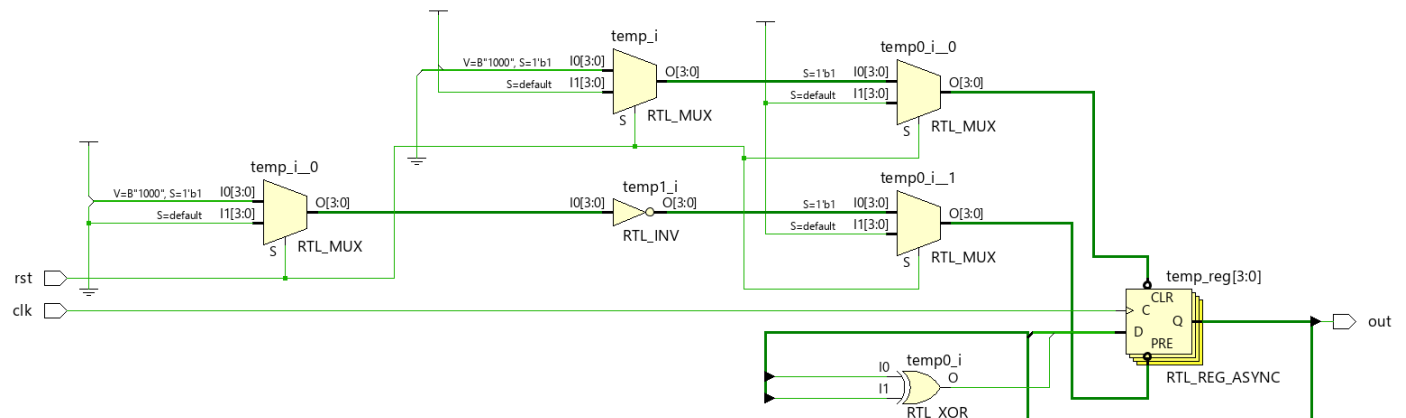 temp_i
V=B"1000", S=1'b1 I0[3:0] O[3:0]
S=default I1[3:0]
S
RTL_MUX
temp0_i__0
S=1'b1 I0[3:0] O[3:0]
S=default I1[3:0]
S
RTL_MUX
temp_i__0
V=B"1000", S=1'b1 I0[3:0] O[3:0]
S=default I1[3:0]
S
RTL_MUX
temp1_i
I0[3:0] O[3:0]
RTL_INV
temp0_i__1
S=1'b1 I0[3:0] O[3:0]
S=default I1[3:0]
S
RTL_MUX
rst
clk
temp_reg[3:0]
CLR
C
Q
D
PRE
RTL_REG_ASYNC
out
temp0_i
I0
O
I1
RTL_XOR